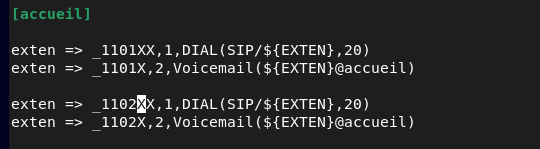 [accueil]
exten => _1101XX,1,DIAL(SIP/${EXTEN},20)
exten => _1101X,2,Voicemail(${EXTEN}@accueil)
exten => _1102XX,1,DIAL(SIP/${EXTEN},20)
exten => _1102X,2,Voicemail(${EXTEN}@accueil)